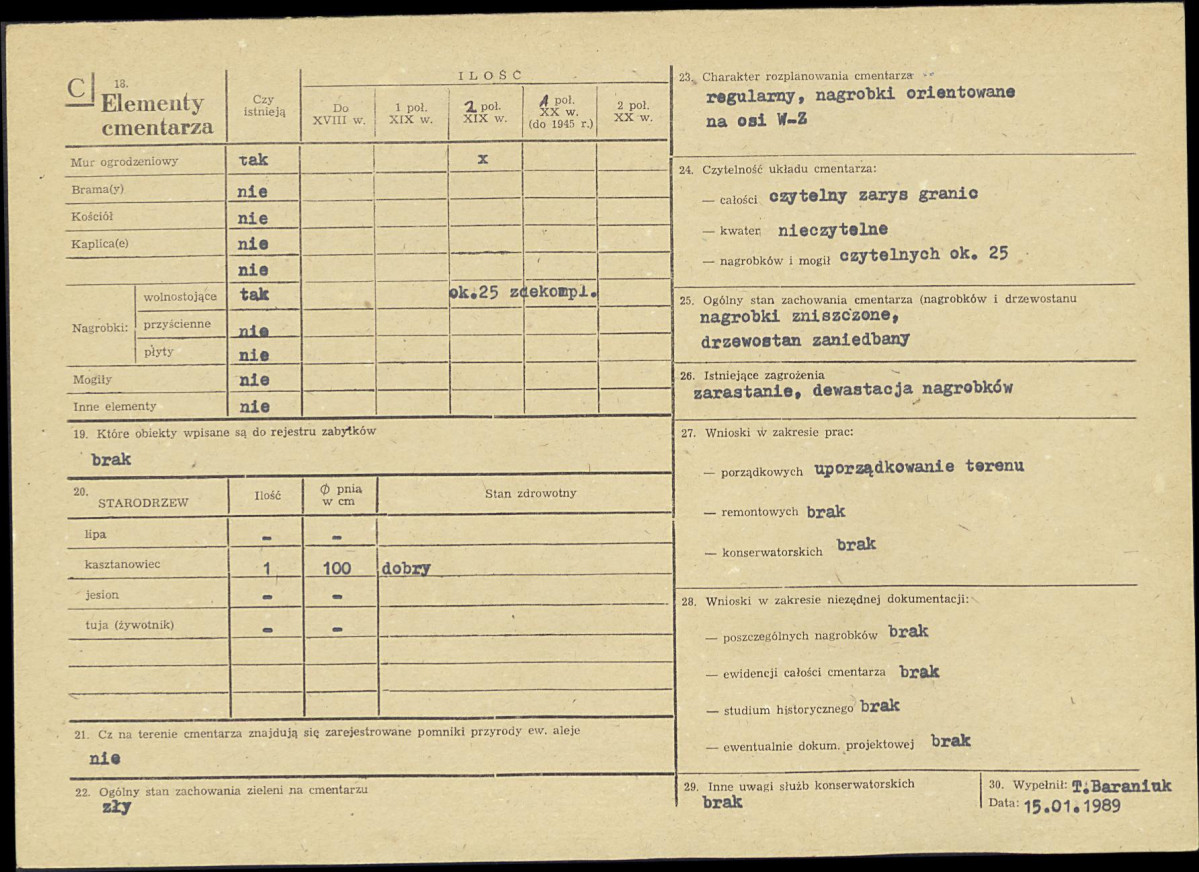 C
18.
Elementy
cmentarza
Czy
istnieją
ILOŚĆ
Do
XVIII w.
1 poł.
XIX w.
2 poł.
XIX w.
1 poł.
XX w.
(do 1945 r.)
2 poł.
XX w.
Mur ogrodzeniowy tak x
Brama(y) nie
Kościół nie
Kaplica(e) nie
nie
Nagrobki:
wolnostojące tak ok.25 zdekompl.
przyścienne nie
płyty nie
Mogiły nie
Inne elementy nie
19. Które obiekty wpisane są do rejestru zabytków
brak
20.
STARODRZEW
Ilość
Ø pnia
w cm
Stan zdrowotny
lipa - -
kasztanowiec 1 100 dobry
jesion - -
tuja (żywotnik) - -
21. Cz na terenie cmentarza znajdują się zarejestrowane pomniki przyrody ew. aleje
nie
22. Ogólny stan zachowania zieleni na cmentarzu
zły
23. Charakter rozplanowania cmentarza
regularny, nagrobki orientowane
na osi W-Z
24. Czytelność układu cmentarza:
— całości czytelny zarys granic
— kwater nieczytelne
— nagrobków i mogił czytelnych ok. 25
25. Ogólny stan zachowania cmentarza (nagrobków i drzewostanu
nagrobki zniszczone,
drzewostan zaniedbany
26. Istniejące zagrożenia
zarastanie, dewastacja nagrobków
27. Wnioski w zakresie prac:
— porządkowych uporządkowanie terenu
— remontowych brak
— konserwatorskich brak
28. Wnioski w zakresie niezędnej dokumentacji:
— poszczególnych nagrobków brak
— ewidencji całości cmentarza brak
— studium historycznego brak
— ewentualnie dokum. projektowej brak
29. Inne uwagi służb konserwatorskich
brak
30. Wypełnił: T.Baraniuk
Data: 15.01.1989